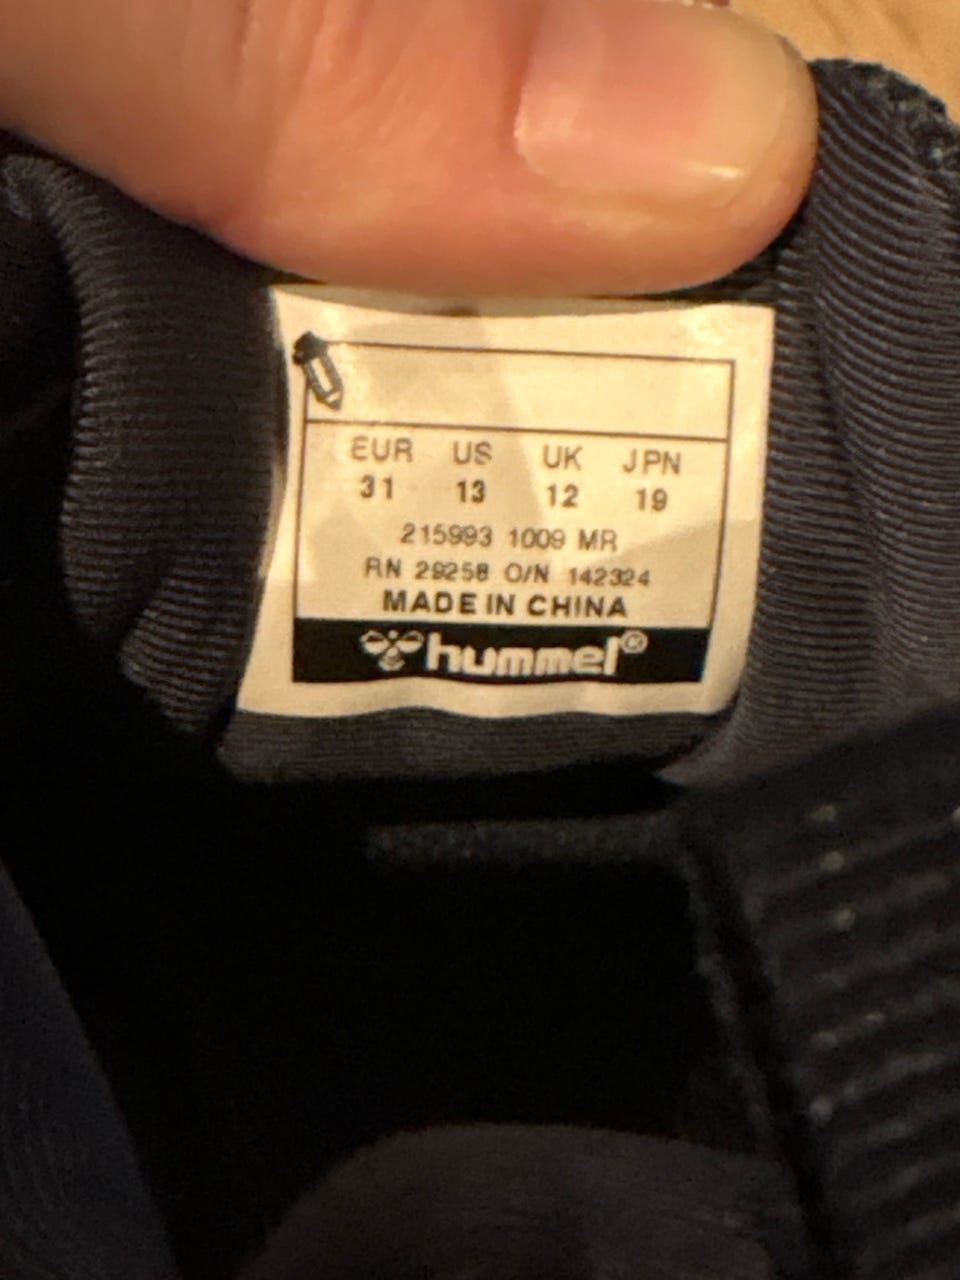 EUR US UK JPN
31 13 12 19
215993 1009 MR
RN 29258 O/N 142324
MADE IN CHINA
hummel®